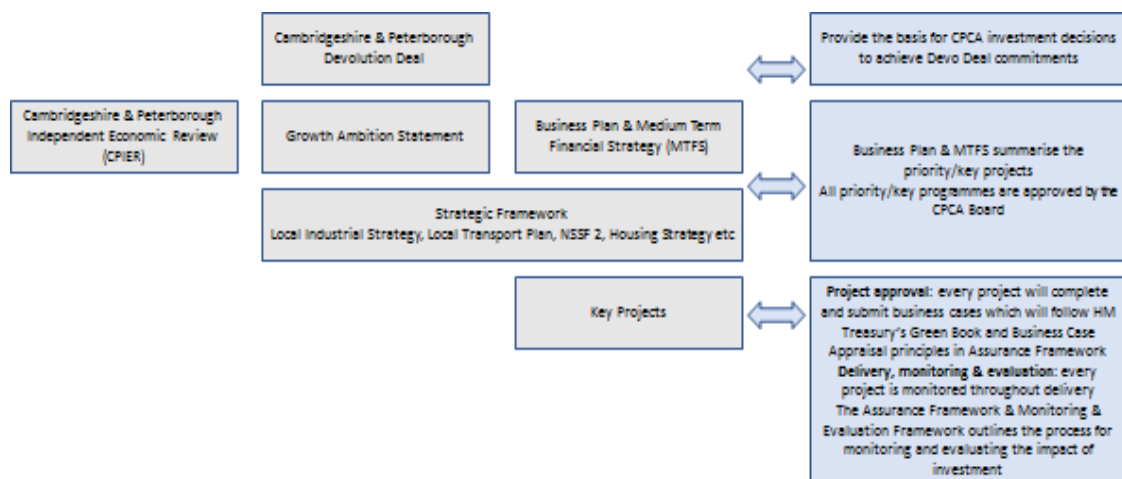 Cambridgeshire & Peterborough
Devolution Deal
Provide the basis for CPCA investment decisions
to achieve Devo Deal commitments
Cambridgeshire & Peterborough
Independent Economic Review
(CPIER)
Growth Ambition Statement
Business Plan & Medium Term
Financial Strategy (MTFS)
Business Plan & MTFS summarise the
priority/key projects
All priority/key programmes are approved by the
CPCA Board
Strategic Framework
Local Industrial Strategy, Local Transport Plan, NSSF 2, Housing Strategy etc
Key Projects
Project approval: every project will complete
and submit business cases which will follow HM
Treasury's Green Book and Business Case
Appraisal principles in Assurance Framework
Delivery, monitoring & evaluation: every
project is monitored throughout delivery
The Assurance Framework & Monitoring &
Evaluation Framework outlines the process for
monitoring and evaluating the impact of
investment